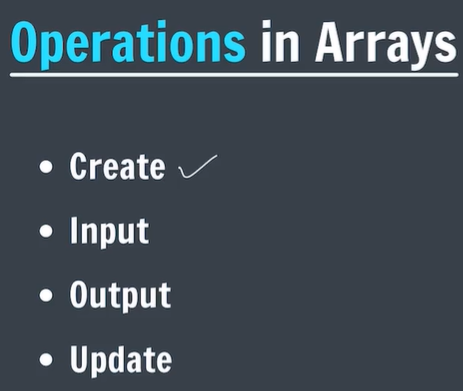 Operations in Arrays
• Create ✓
• Input
• Output
• Update